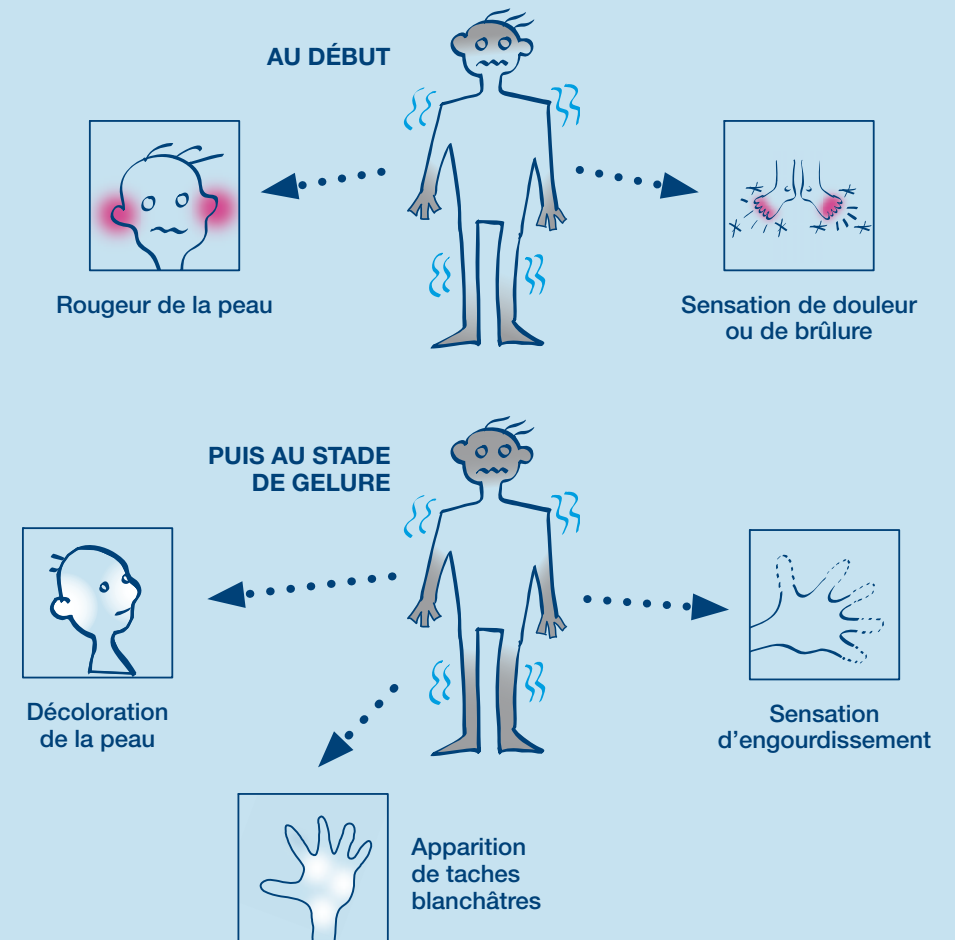 AU DÉBUT
Rougeur de la peau
Sensation de douleur
ou de brûlure
PUIS AU STADE
DE GELURE
Décoloration
de la peau
Sensation
d'engourdissement
Apparition
de taches
blanchâtres